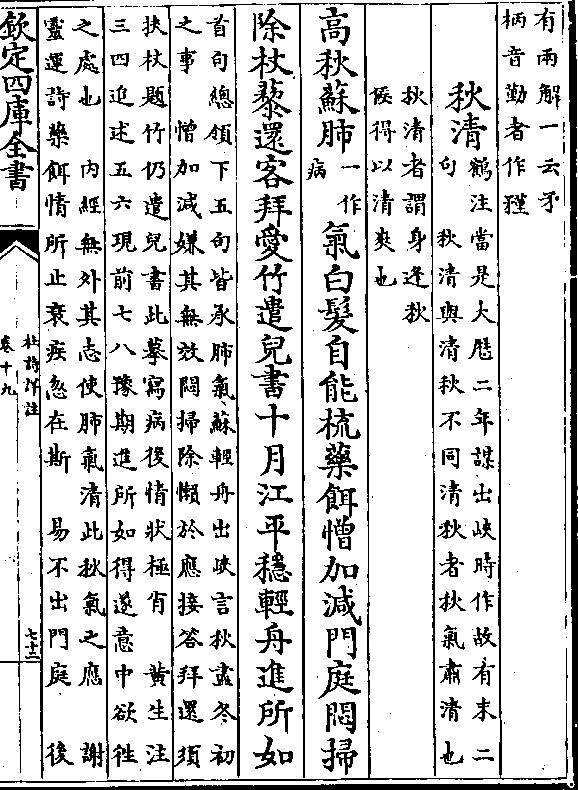 有兩解一云矛
柄音勤者作𥎊
秋清
鶴注當是大厯二年謀出峽時作故有末二
句 秋清與清秋不同清秋者秋氣肅清也
秋清者謂身逢秋
候得以清爽也
高秋蘇肺
一作
病
氣白髮自能梳藥餌憎加減門庭悶掃
除杖藜還客拜愛竹遣兒書十月江平穩輕舟進所如
首句總領下五句皆承肺氣蘇輕舟出峽言秋盡冬初
之事 憎加減嫌其無效悶掃除懶於應接答拜還須
扶杖題竹仍遣兒書此摹寫病後情狀極肖 黃生注
三四追述五六現前七八豫期進所如得遂意中欲徃
之處也 內經無外其志使肺氣清此秋氣之應 謝
靈運詩藥餌情所止衰疾忽在斯 易不出門庭 後
欽定四庫全書
杜詩詳注
卷十九
七十三